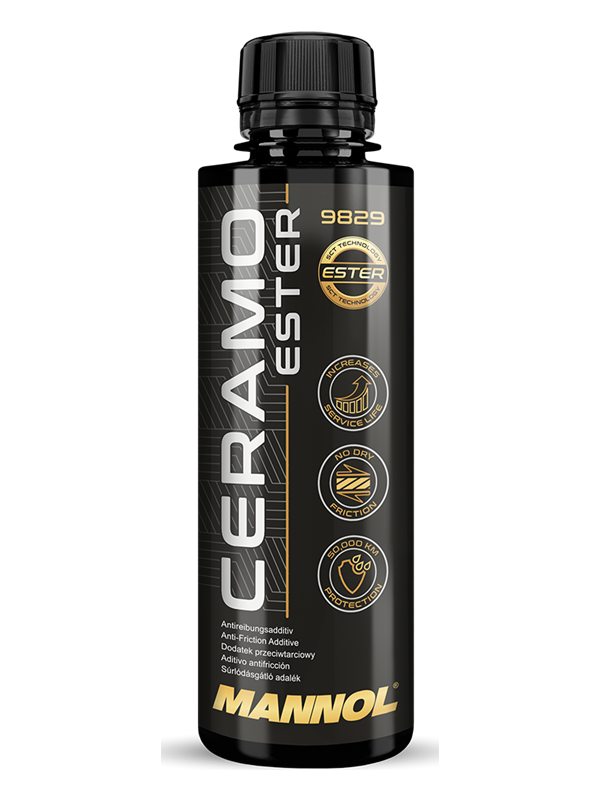 CERAMO
ESTER
9829
SCT TECHNOLOGY
ESTER
SCT TECHNOLOGY
INCREASES
SERVICE LIFE
NO DRY
FRICTION
50.000 KM
PROTECTION
Antireibungsadditiv
Anti-Friction Additive
Dodatek przeciwtarciowy
Aditivo antifricción
Súrlódásgátló adalék
MANNOL®